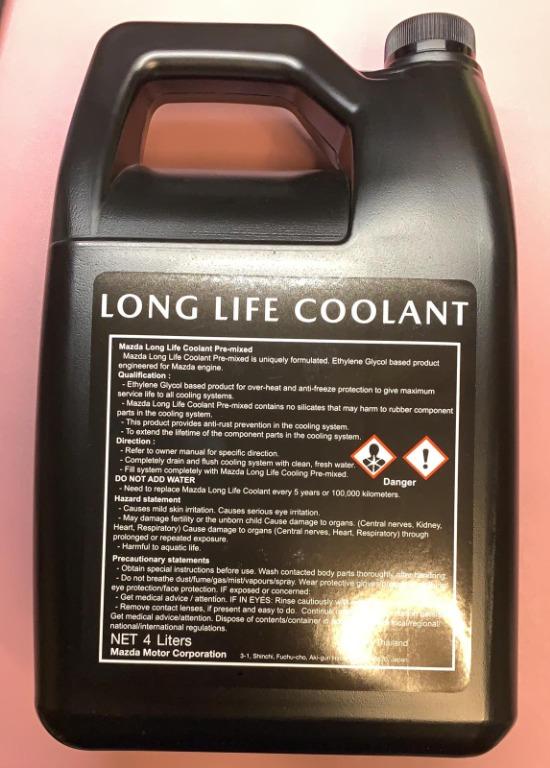 LONG LIFE COOLANT
Mazda Long Life Coolant Pre-mixed
Mazda Long Life Coolant Pre-mixed is uniquely formulated. Ethylene Glycol based product
engineered for Mazda engine.
Qualification :
- Ethylene Glycol based product for over-heat and anti-freeze protection to give maximum
service life to all cooling systems.
- Mazda Long Life Coolant Pre-mixed contains no silicates that may harm to rubber component
parts in the cooling system.
- This product provides anti-rust prevention in the cooling system.
- To extend the lifetime of the component parts in the cooling system.
Direction :
- Refer to owner manual for specific direction.
- Completely drain and flush cooling system with clean, fresh water.
- Fill system completely with Mazda Long Life Cooling Pre-mixed.
Danger
DO NOT ADD WATER
- Need to replace Mazda Long Life Coolant every 5 years or 100,000 kilometers.
Hazard statement
- Causes mild skin irritation. Causes serious eye irritation.
- May damage fertility or the unborn child Cause damage to organs. (Central nerves, Kidney,
Heart, Respiratory) Cause damage to organs (Central nerves, Heart, Respiratory) through
prolonged or repeated exposure.
- Harmful to aquatic life.
Precautionary statements
- Obtain special instructions before use. Wash contacted body parts thoroughly after handling.
- Do not breathe dust/fume/gas/mist/vapours/spray. Wear protective
eye protection/face protection. IF exposed or concerned:
- Get medical advice / attention. IF IN EYES: Rinse cautiously
- Remove contact lenses, if present and easy to do.
Get medical advice/attention. Dispose of contents/container
national/international regulations.
NET 4 Liters
Thailand
Mazda Motor Corporation
3-1, Shinchi, Fuchu-cho, Aki-gun
Japan